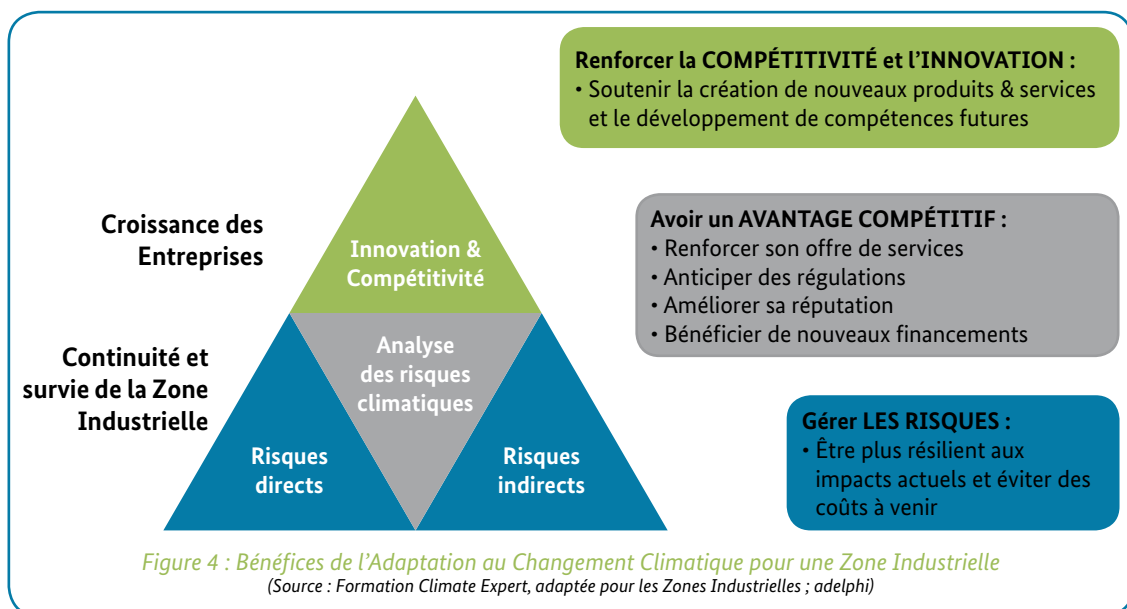 Renforcer la COMPÉTITIVITÉ et l'INNOVATION :
• Soutenir la création de nouveaux produits & services
et le développement de compétences futures
Croissance des
Entreprises
Innovation &
Compétitivité
Avoir un AVANTAGE COMPÉTITIF :
• Renforcer son offre de services
• Anticiper des régulations
• Améliorer sa réputation
• Bénéficier de nouveaux financements
Continuité et
survie de la Zone
Industrielle
Analyse
des risques
climatiques
Risques
directs
Risques
indirects
Gérer LES RISQUES :
• Être plus résilient aux
impacts actuels et éviter des
coûts à venir
Figure 4 : Bénéfices de l'Adaptation au Changement Climatique pour une Zone Industrielle
(Source : Formation Climate Expert, adaptée pour les Zones Industrielles ; adelphi)